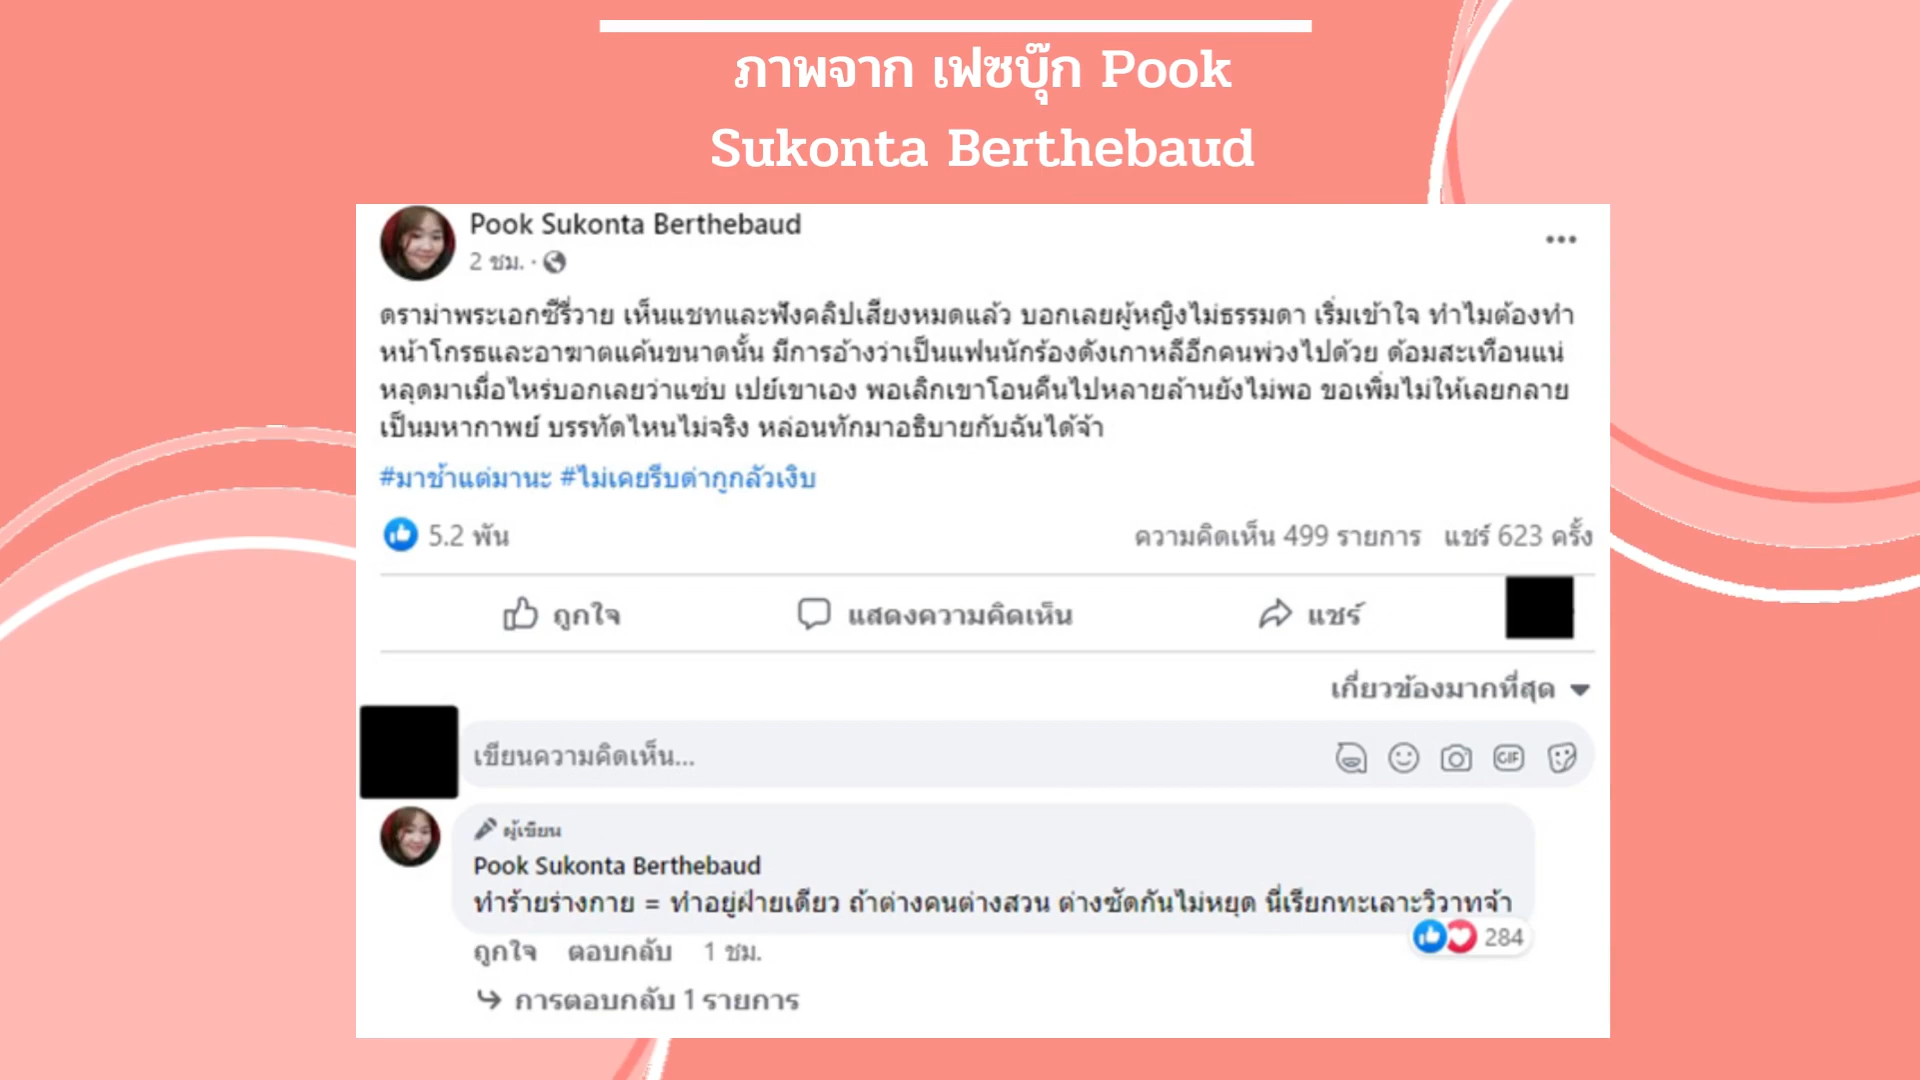 ภาพจาก เฟซบุ๊ก Pook
Sukonta Berthebaud
Pook Sukonta Berthebaud
2 ชม. ·
ดราม่าพระเอกซีรี่วาย เห็นแชทและฟังคลิปเสียงหมดแล้ว บอกเลยผู้หญิงไม่ธรรมดา เริ่มเข้าใจ ทำไมต้องทำ
หน้าโกรธและอาฆาตแค้นขนาดนั้น มีการอ้างว่าเป็นแฟนนักร้องดังเกาหลีอีกคนพ่วงไปด้วย ด้อมสะเทือนแน่
หลุดมาเมื่อไหร่บอกเลยว่าแซ่บ เปย์เขาเอง พอเลิกเขาโอนคืนไปหลายล้านยังไม่พอ ขอเพิ่มไม่ให้เลยกลาย
เป็นมหากาพย์ บรรทัดไหนไม่จริง หล่อนทักมาอธิบายกับฉันได้จ้า
#มาช้าแต่มานะ #ไม่เคยรีบด่ากูกลัวเงิบ
5.2 พัน
ความคิดเห็น 499 รายการ แชร์ 623 ครั้ง
ถูกใจ แสดงความคิดเห็น แชร์
เกี่ยวข้องมากที่สุด
เขียนความคิดเห็น...
GIF
ผู้เขียน
Pook Sukonta Berthebaud
ทำร้ายร่างกาย = ทำอยู่ฝ่ายเดียว ถ้าต่างคนต่างสวน ต่างซัดกันไม่หยุด นี่เรียกทะเลาะวิวาทจ้า
284
ถูกใจ ตอบกลับ 1 ชม.
การตอบกลับ 1 รายการ